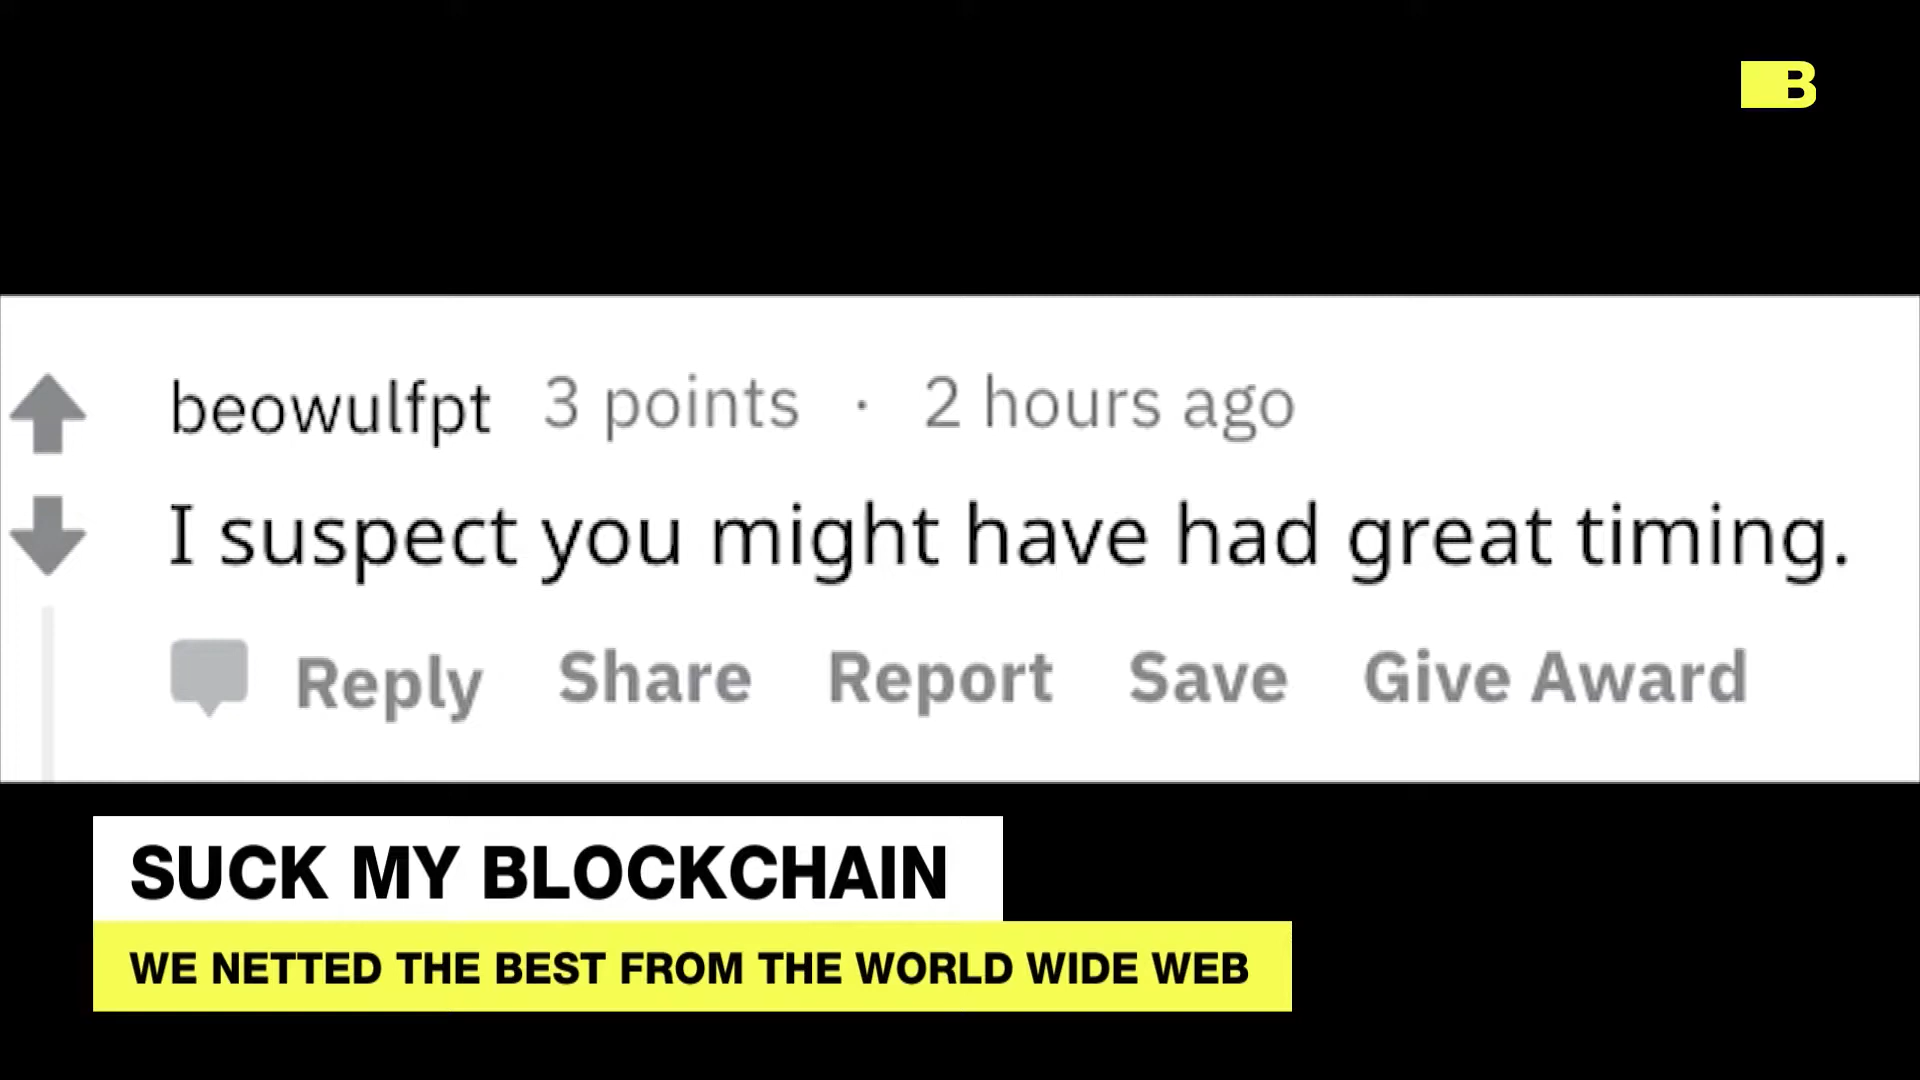 B
beowulfpt 3 points · 2 hours ago
I suspect you might have had great timing.
Reply Share Report Save Give Award
SUCK MY BLOCKCHAIN
WE NETTED THE BEST FROM THE WORLD WIDE WEB